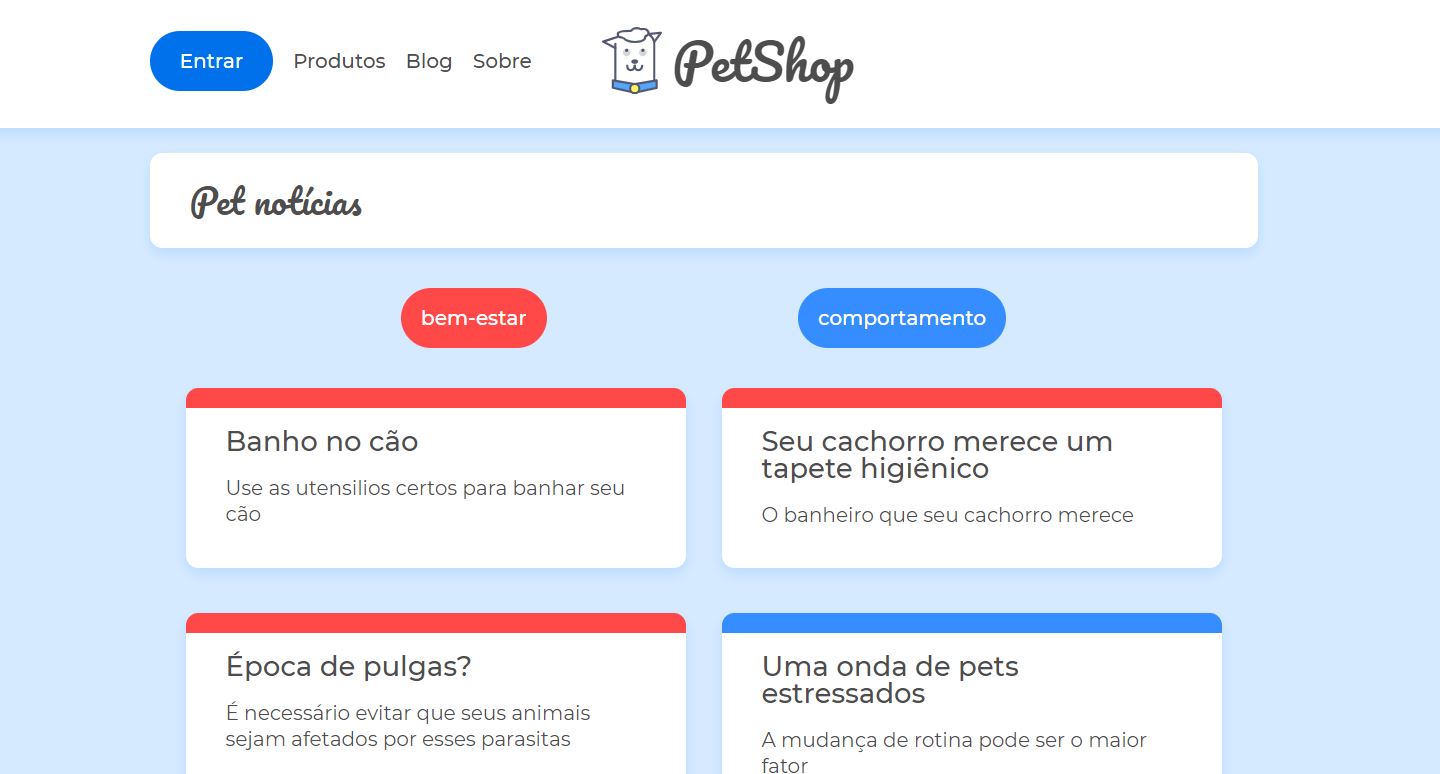 Entrar
Produtos
Blog
Sobre
PetShop
Pet notícias
bem-estar
comportamento
Banho no cão
Use as utensilios certos para banhar seu
cão
Seu cachorro merece um
tapete higiênico
O banheiro que seu cachorro merece
Época de pulgas?
É necessário evitar que seus animais
sejam afetados por esses parasitas
Uma onda de pets
estressados
A mudança de rotina pode ser o maior
fator